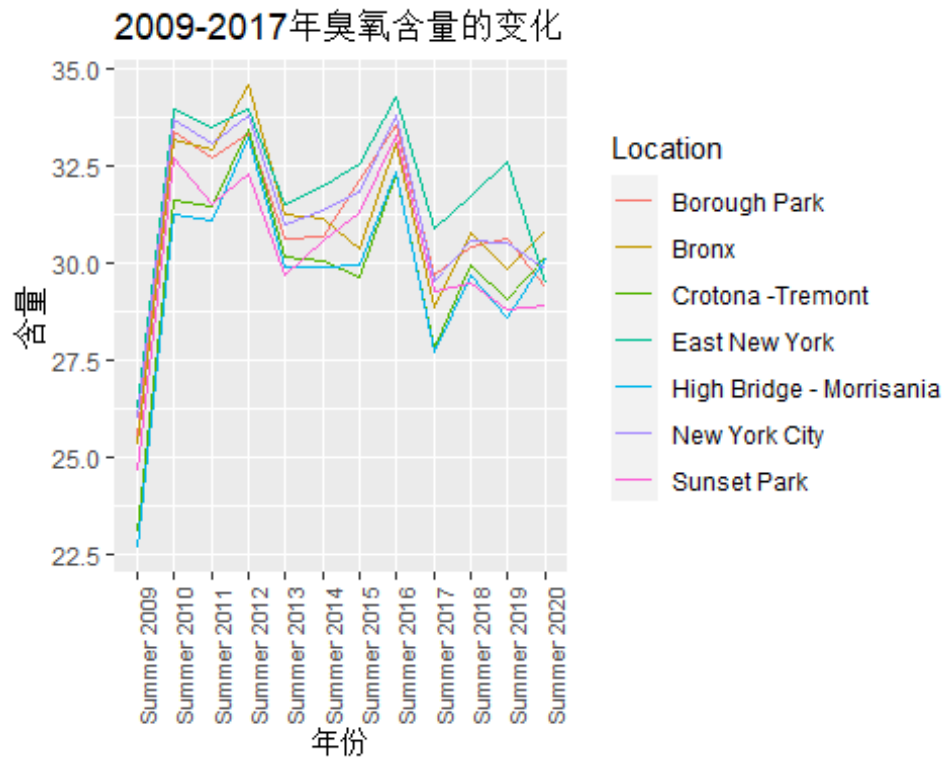 2009-2017年臭氧含量的变化
35.0
32.5
30.0
27.5
25.0
22.5
含量
Summer 2009
Summer 2010
Summer 2011
Summer 2012
Summer 2013
Summer 2014
Summer 2015
Summer 2016
Summer 2017
Summer 2018
Summer 2019
Summer 2020
年份
Location
Borough Park
Bronx
Crotona -Tremont
East New York
High Bridge - Morrisania
New York City
Sunset Park